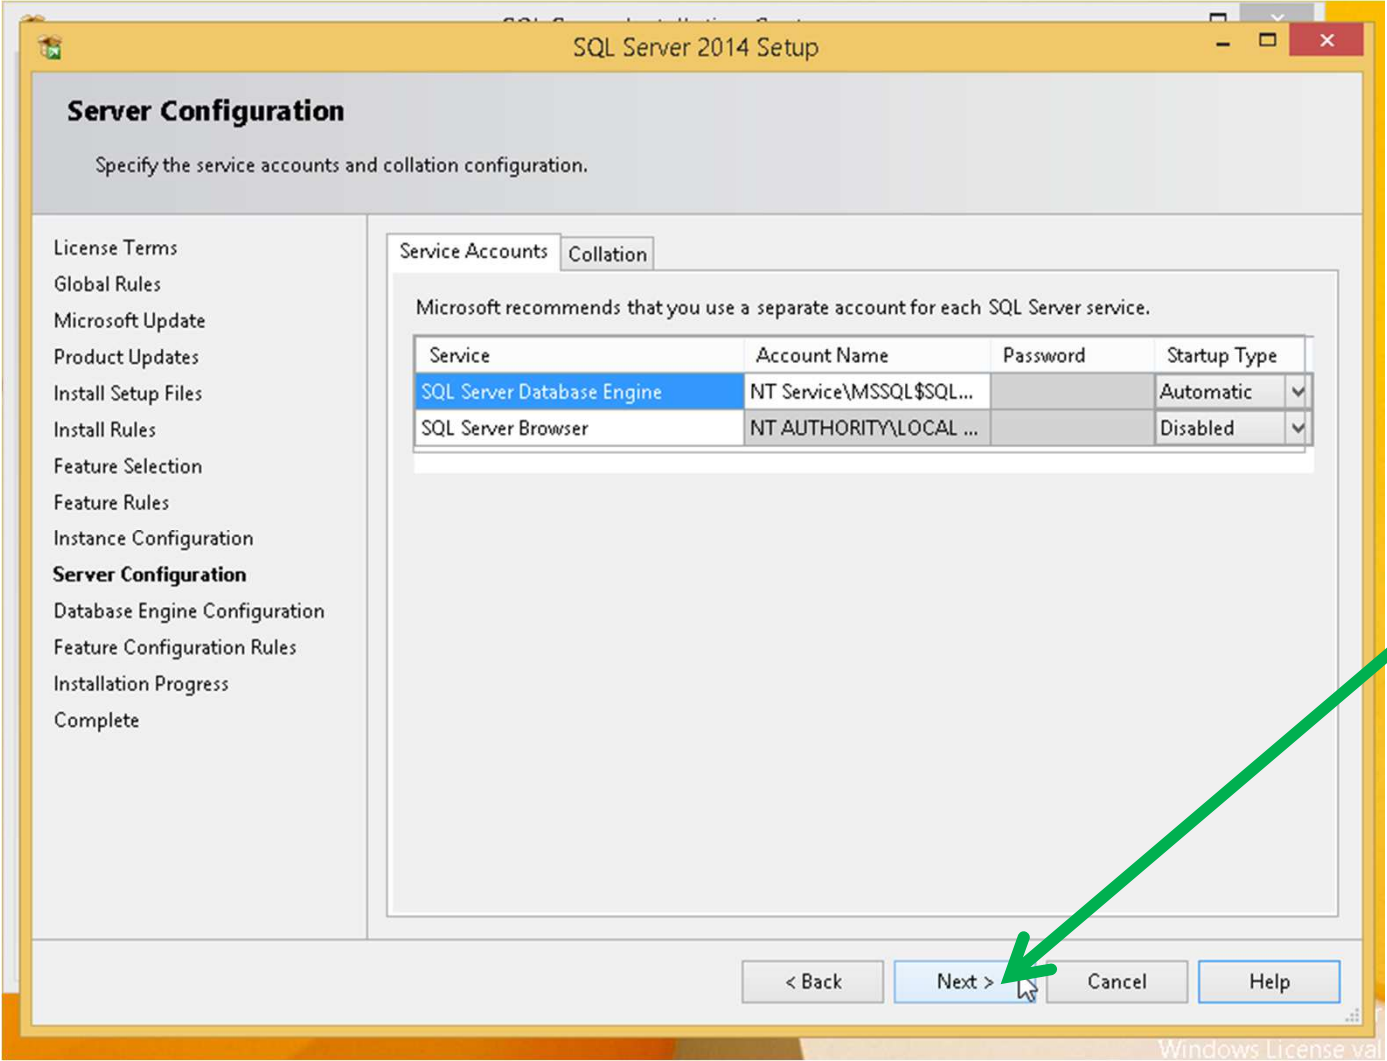 SQL Server 2014 Setup
Server Configuration
Specify the service accounts and collation configuration.
License Terms
Global Rules
Microsoft Update
Product Updates
Install Setup Files
Install Rules
Feature Selection
Feature Rules
Instance Configuration
Server Configuration
Database Engine Configuration
Feature Configuration Rules
Installation Progress
Complete
Service Accounts Collation
Microsoft recommends that you use a separate account for each SQL Server service.
Service Account Name Password Startup Type
SQL Server Database Engine NT Service\MSSQL$SQL... Automatic
SQL Server Browser NT AUTHORITY\LOCAL ... Disabled
< Back Next > Cancel Help
Windows License val